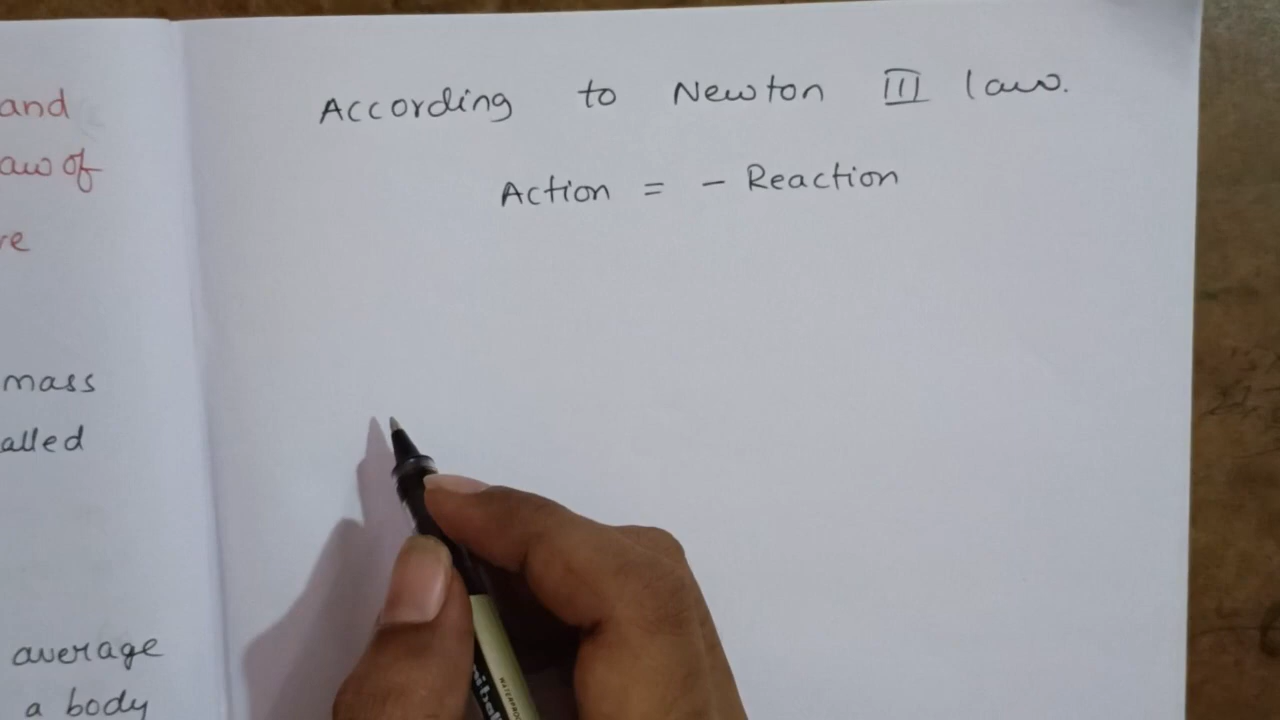 and
aw of
re
mass
alled
average
a body
According to Newton III law.
Action = - Reaction